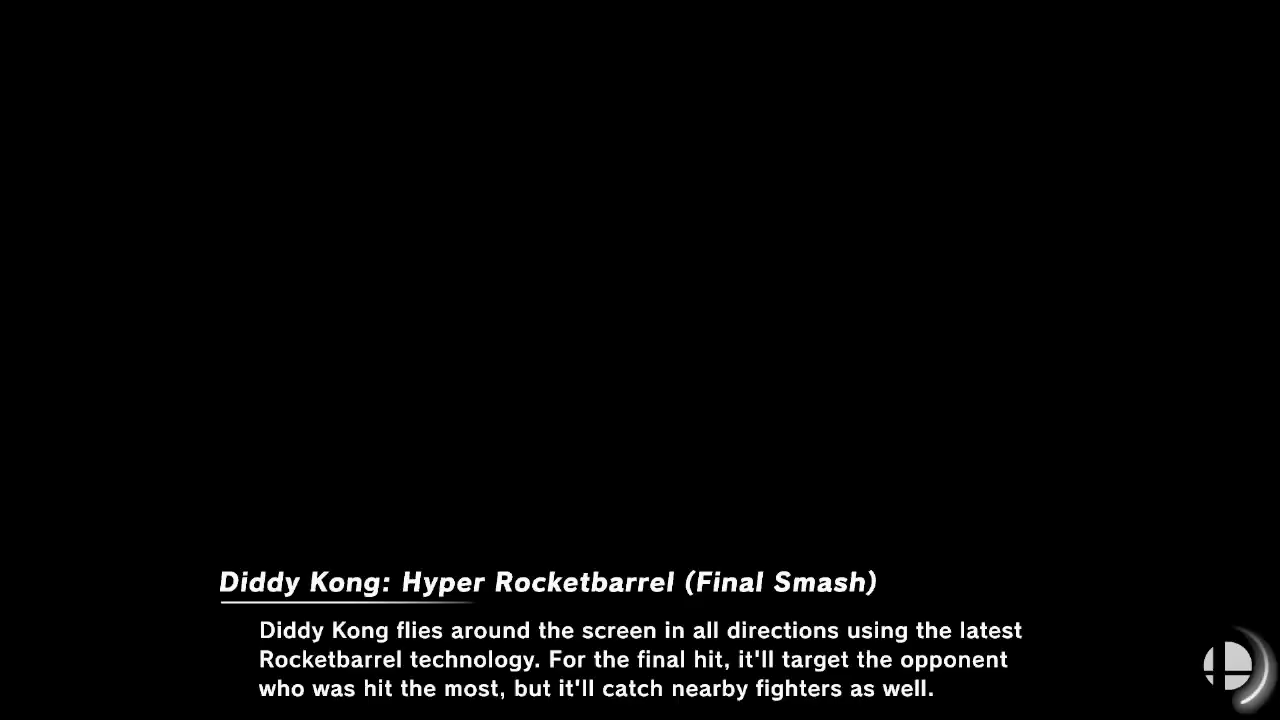 Diddy Kong: Hyper Rocketbarrel (Final Smash)
Diddy Kong flies around the screen in all directions using the latest
Rocketbarrel technology. For the final hit, it'll target the opponent
who was hit the most, but it'll catch nearby fighters as well.